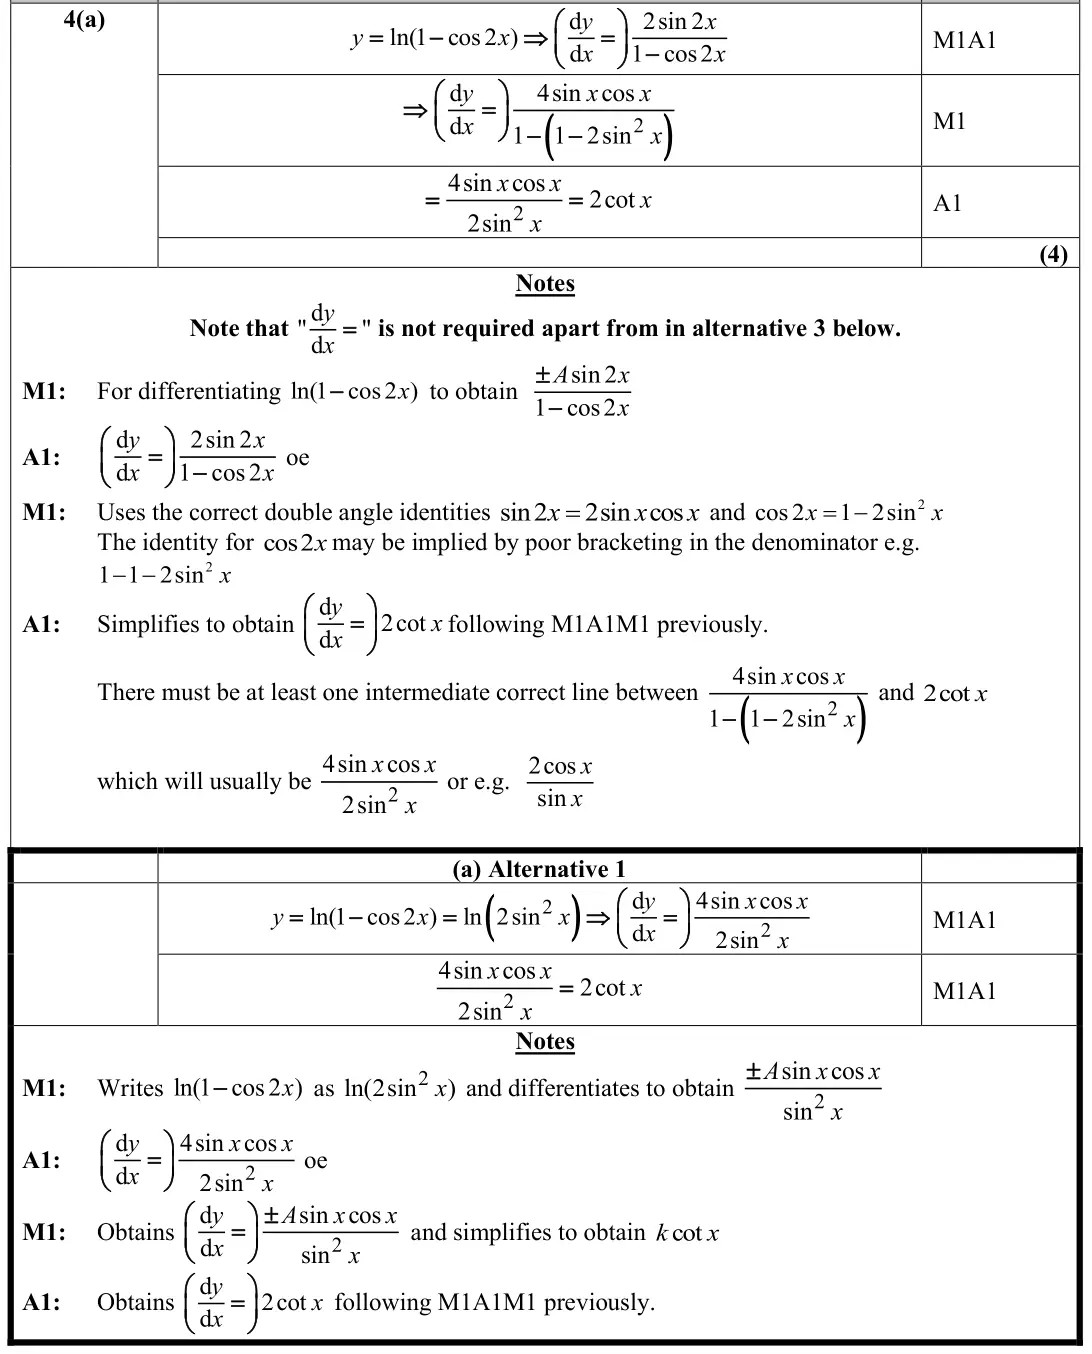 4(a) y = ln(1 − cos 2x) ⇒ (dy/dx =) 2 sin 2x / (1 − cos 2x) M1A1
⇒ (dy/dx =) 4 sin x cos x / (1 − (1 − 2 sin² x)) M1
= 4 sin x cos x / 2 sin² x = 2 cot x A1
(4)
Notes
Note that "dy/dx =" is not required apart from in alternative 3 below.
M1: For differentiating ln(1 − cos 2x) to obtain ±A sin 2x / (1 − cos 2x)
A1: (dy/dx =) 2 sin 2x / (1 − cos 2x) oe
M1: Uses the correct double angle identities sin 2x = 2 sin x cos x and cos 2x = 1 − 2 sin² x
The identity for cos 2x may be implied by poor bracketing in the denominator e.g.
1 − 1 − 2 sin² x
A1: Simplifies to obtain (dy/dx =) 2 cot x following M1A1M1 previously.
There must be at least one intermediate correct line between 4 sin x cos x / (1 − (1 − 2 sin² x)) and 2 cot x
which will usually be 4 sin x cos x / 2 sin² x or e.g. 2 cos x / sin x
(a) Alternative 1
y = ln(1 − cos 2x) = ln(2 sin² x) ⇒ (dy/dx =) 4 sin x cos x / 2 sin² x M1A1
4 sin x cos x / 2 sin² x = 2 cot x M1A1
Notes
M1: Writes ln(1 − cos 2x) as ln(2 sin² x) and differentiates to obtain ±A sin x cos x / sin² x
A1: (dy/dx =) 4 sin x cos x / 2 sin² x oe
M1: Obtains (dy/dx =) ±A sin x cos x / sin² x and simplifies to obtain k cot x
A1: Obtains (dy/dx =) 2 cot x following M1A1M1 previously.